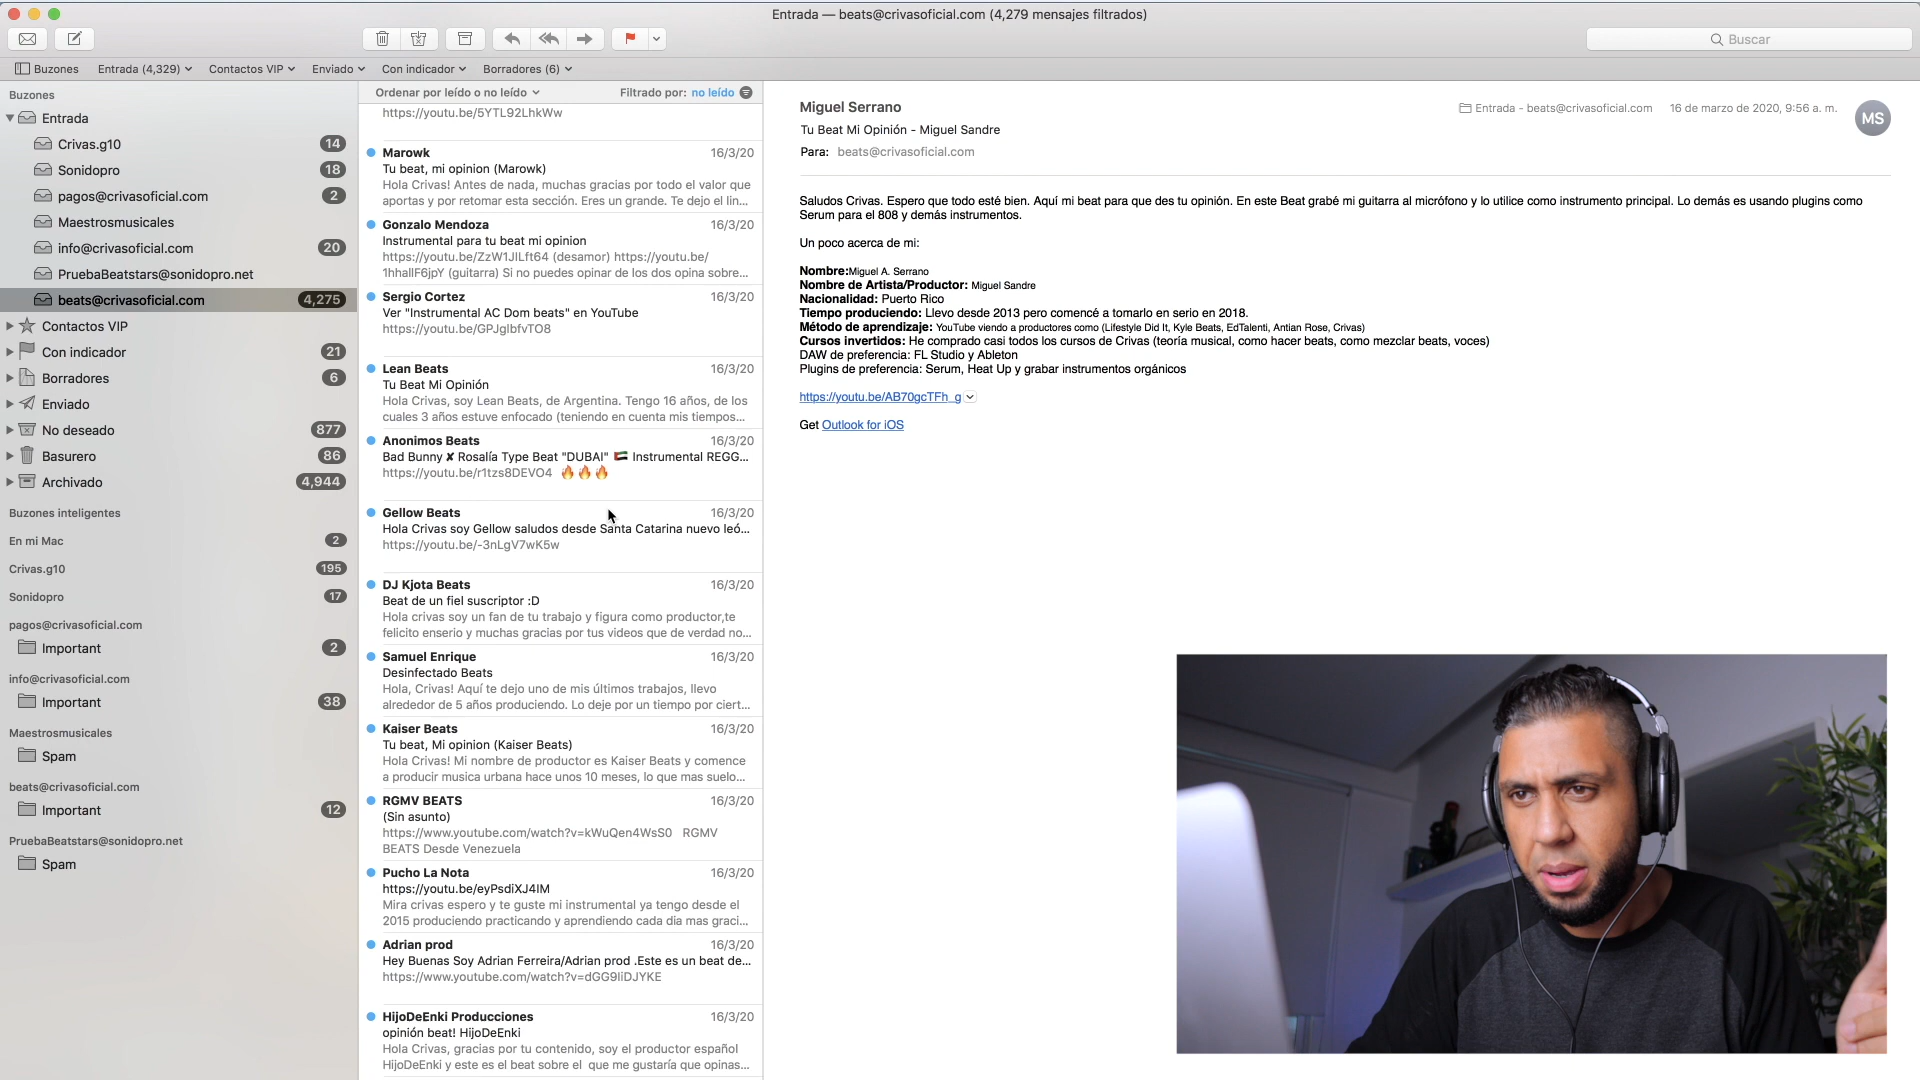 Entrada — beats@crivasoficial.com (4,279 mensajes filtrados)
Buscar
Buzones
Entrada (4,329)
Contactos VIP
Enviado
Con indicador
Borradores (6)
Buzones
Entrada
Crivas.g10 14
Sonidopro 18
pagos@crivasoficial.com 2
Maestrosmusicales
info@crivasoficial.com 20
PruebaBeatstars@sonidopro.net
beats@crivasoficial.com 4,275
Contactos VIP
Con indicador 21
Borradores 6
Enviado
No deseado 877
Basurero 86
Archivado 4,944
Buzones inteligentes
En mi Mac 2
Crivas.g10 195
Sonidopro 17
pagos@crivasoficial.com
Important 2
info@crivasoficial.com
Important 38
Maestrosmusicales
Spam
beats@crivasoficial.com
Important 12
PruebaBeatstars@sonidopro.net
Spam
Ordenar por leído o no leído
Filtrado por: no leído
https://youtu.be/5YTL92LhkWw
Marowk 16/3/20
Tu beat, mi opinion (Marowk)
Hola Crivas! Antes de nada, muchas gracias por todo el valor que
aportas y por retomar esta sección. Eres un grande. Te dejo el lin...
Gonzalo Mendoza 16/3/20
Instrumental para tu beat mi opinion
https://youtu.be/ZzW1JILft64 (desamor) https://youtu.be/
1hhallF6jpY (guitarra) Si no puedes opinar de los dos opina sobre...
Sergio Cortez 16/3/20
Ver "Instrumental AC Dom beats" en YouTube
https://youtu.be/GPJglbfvTO8
Lean Beats 16/3/20
Tu Beat Mi Opinión
Hola Crivas, soy Lean Beats, de Argentina. Tengo 16 años, de los
cuales 3 años estuve enfocado (teniendo en cuenta mis tiempos...
Anonimos Beats 16/3/20
Bad Bunny ✘ Rosalía Type Beat "DUBAI" 🇦🇪 Instrumental REGG...
https://youtu.be/r1tzs8DEVO4 🔥🔥🔥
Gellow Beats 16/3/20
Hola Crivas soy Gellow saludos desde Santa Catarina nuevo leó...
https://youtu.be/-3nLgV7wK5w
DJ Kjota Beats 16/3/20
Beat de un fiel suscriptor :D
Hola crivas soy un fan de tu trabajo y figura como productor,te
felicito enserio y muchas gracias por tus videos que de verdad no...
Samuel Enrique 16/3/20
Desinfectado Beats
Hola, Crivas! Aquí te dejo uno de mis últimos trabajos, llevo
alrededor de 5 años produciendo. Lo deje por un tiempo por ciert...
Kaiser Beats 16/3/20
Tu beat, Mi opinion (Kaiser Beats)
Hola Crivas! Mi nombre de productor es Kaiser Beats y comence
a producir musica urbana hace unos 10 meses, lo que mas suelo...
RGMV BEATS 16/3/20
(Sin asunto)
https://www.youtube.com/watch?v=kWuQen4WsS0 RGMV
BEATS Desde Venezuela
Pucho La Nota 16/3/20
https://youtu.be/eyPsdiXJ4IM
Mira crivas espero y te guste mi instrumental ya tengo desde el
2015 produciendo practicando y aprendiendo cada dia mas graci...
Adrian prod 16/3/20
Hey Buenas Soy Adrian Ferreira/Adrian prod .Este es un beat de...
https://www.youtube.com/watch?v=dGG9IiDJYKE
HijoDeEnki Producciones 16/3/20
opinión beat! HijoDeEnki
Hola Crivas, gracias por tu contenido, soy el productor español
HijoDeEnki y este es el beat sobre el que me gustaría que opinas...
Miguel Serrano
Entrada - beats@crivasoficial.com 16 de marzo de 2020, 9:56 a. m.
MS
Tu Beat Mi Opinión - Miguel Sandre
Para: beats@crivasoficial.com
Saludos Crivas. Espero que todo esté bien. Aquí mi beat para que des tu opinión. En este Beat grabé mi guitarra al micrófono y lo utilice como instrumento principal. Lo demás es usando plugins como
Serum para el 808 y demás instrumentos.
Un poco acerca de mi:
Nombre:Miguel A. Serrano
Nombre de Artista/Productor: Miguel Sandre
Nacionalidad: Puerto Rico
Tiempo produciendo: Llevo desde 2013 pero comencé a tomarlo en serio en 2018.
Método de aprendizaje: YouTube viendo a productores como (Lifestyle Did It, Kyle Beats, EdTalenti, Antian Rose, Crivas)
Cursos invertidos: He comprado casi todos los cursos de Crivas (teoría musical, como hacer beats, como mezclar beats, voces)
DAW de preferencia: FL Studio y Ableton
Plugins de preferencia: Serum, Heat Up y grabar instrumentos orgánicos
https://youtu.be/AB70gcTFh_g
Get Outlook for iOS